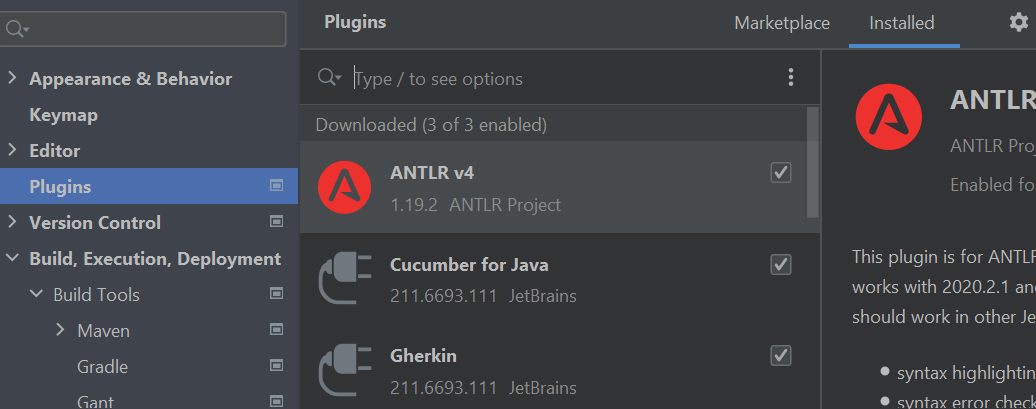 Plugins
Marketplace
Installed
Appearance & Behavior
Keymap
Editor
Plugins
Version Control
Build, Execution, Deployment
Build Tools
Maven
Gradle
Gant
Type / to see options
Downloaded (3 of 3 enabled)
ANTLR v4
1.19.2 ANTLR Project
Cucumber for Java
211.6693.111 JetBrains
Gherkin
211.6693.111 JetBrains
ANTLR
ANTLR Proj
Enabled fo
This plugin is for ANTLR
works with 2020.2.1 and
should work in other Je
syntax highlightin
syntax error check